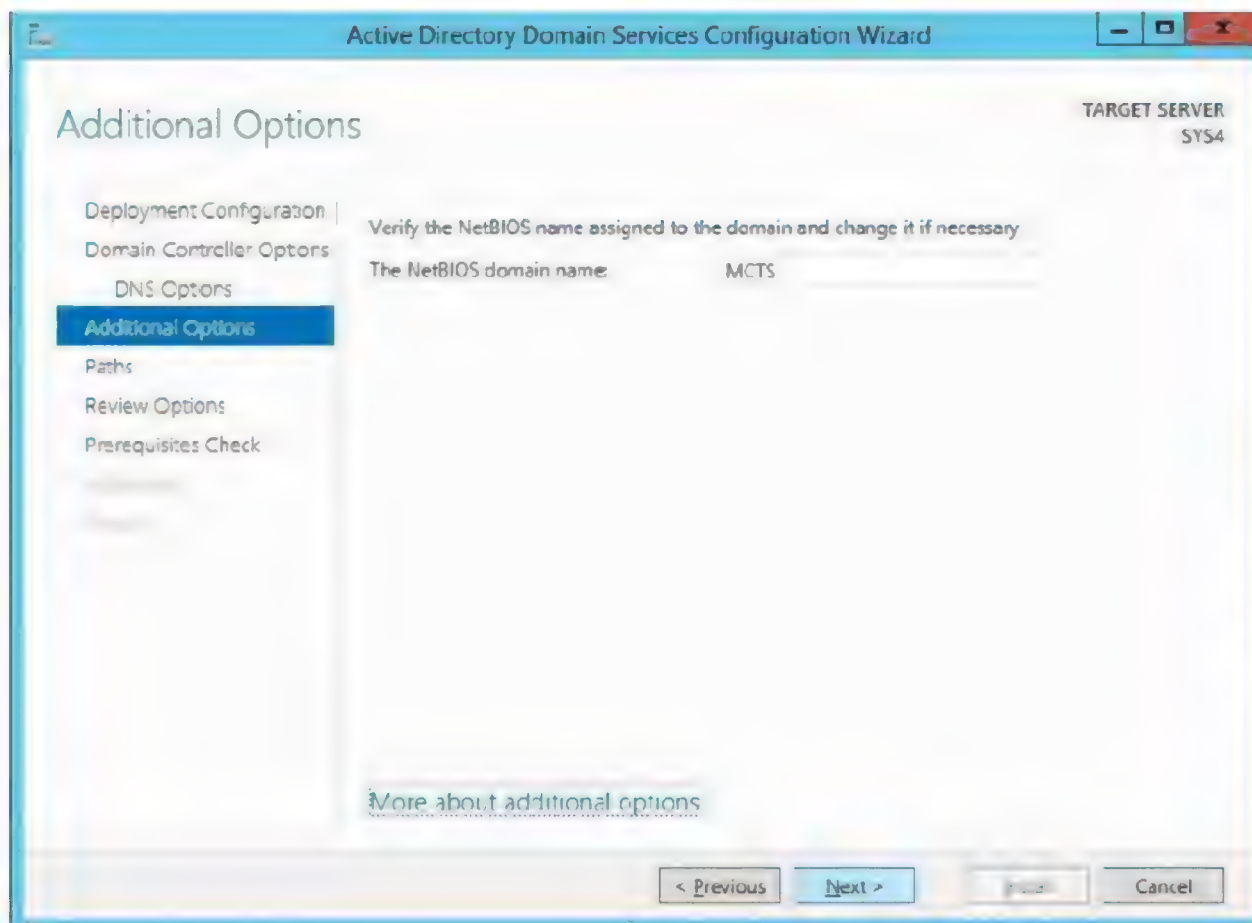 Active Directory Domain Services Configuration Wizard
Additional Options
TARGET SERVER
SYS4
Deployment Configuration
Domain Controller Options
DNS Options
Additional Options
Paths
Review Options
Prerequisites Check
Verify the NetBIOS name assigned to the domain and change it if necessary
The NetBIOS domain name:
MCTS
More about additional options
< Previous
Next >
Cancel